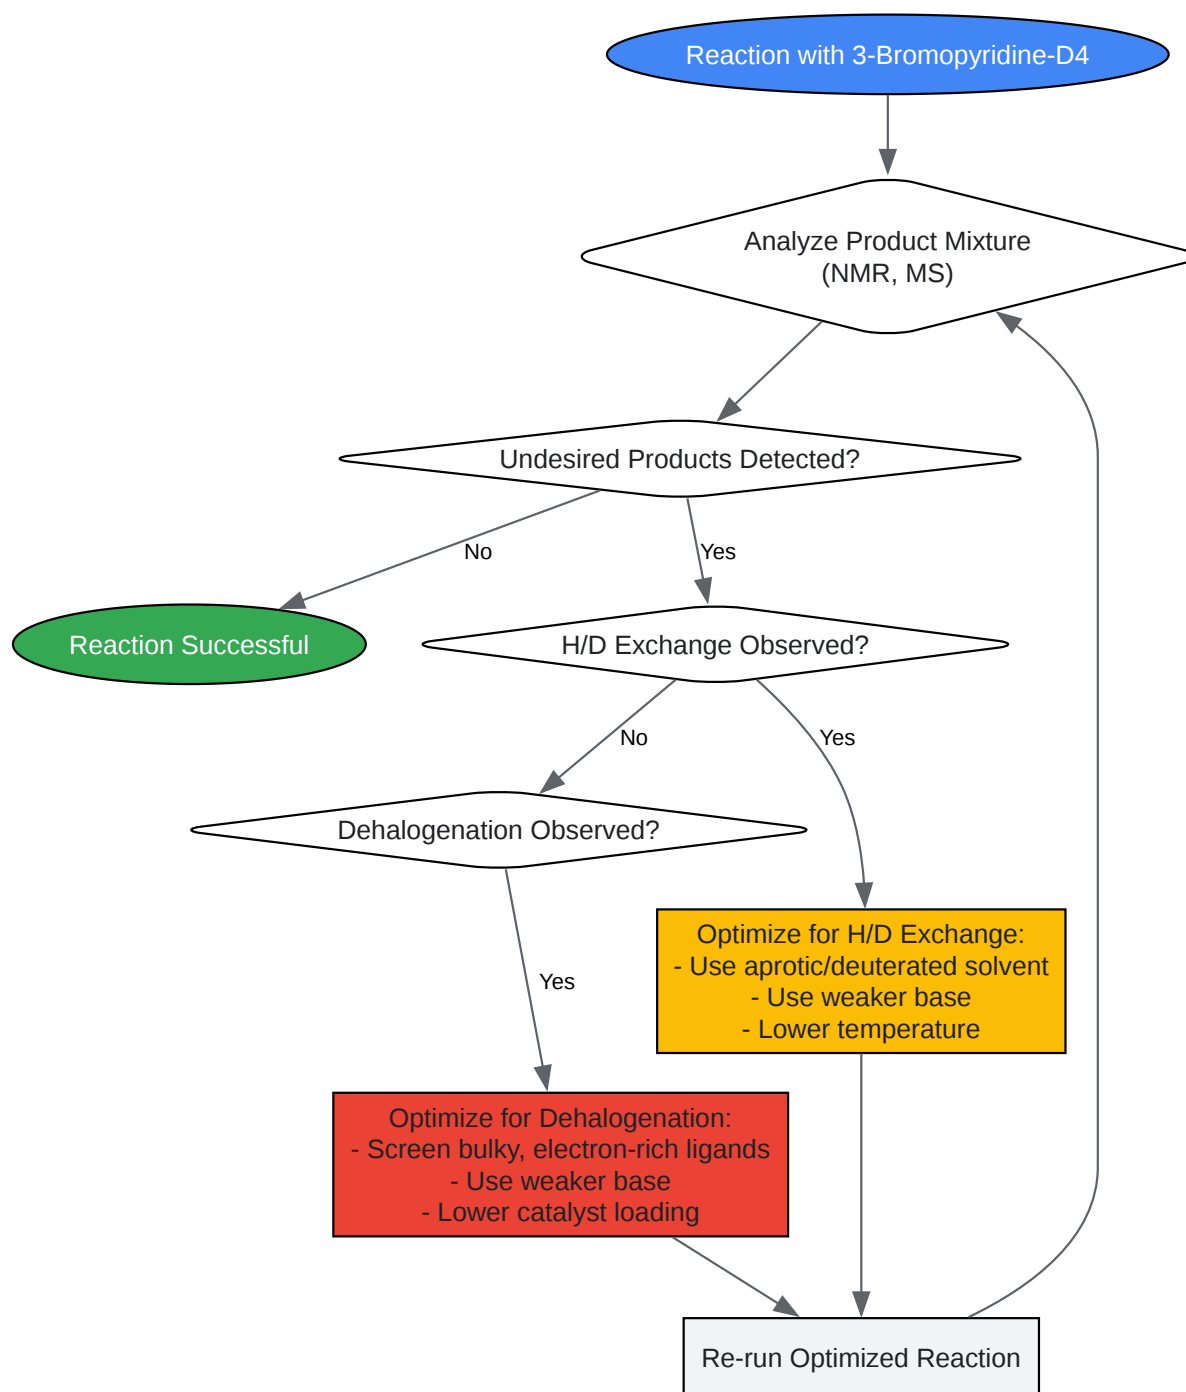 Reaction with 3-Bromopyridine-D4
Analyze Product Mixture
(NMR, MS)
Undesired Products Detected?
No
Yes
Reaction Successful
H/D Exchange Observed?
No
Yes
Dehalogenation Observed?
Optimize for H/D Exchange:
- Use aprotic/deuterated solvent
- Use weaker base
- Lower temperature
Yes
Optimize for Dehalogenation:
- Screen bulky, electron-rich ligands
- Use weaker base
- Lower catalyst loading
Re-run Optimized Reaction